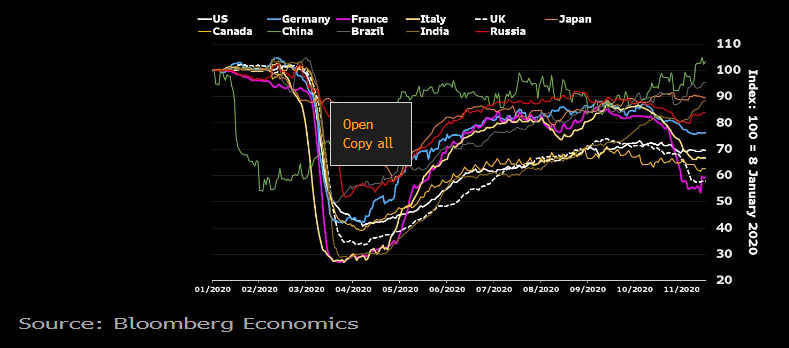 US Germany France Italy UK Japan
Canada China Brazil India Russia
110
100
90
80
70
60
50
40
30
20
Index: 100 = 8 January 2020
Open
Copy all
01/2020 02/2020 03/2020 04/2020 05/2020 06/2020 07/2020 08/2020 09/2020 10/2020 11/2020
Source: Bloomberg Economics